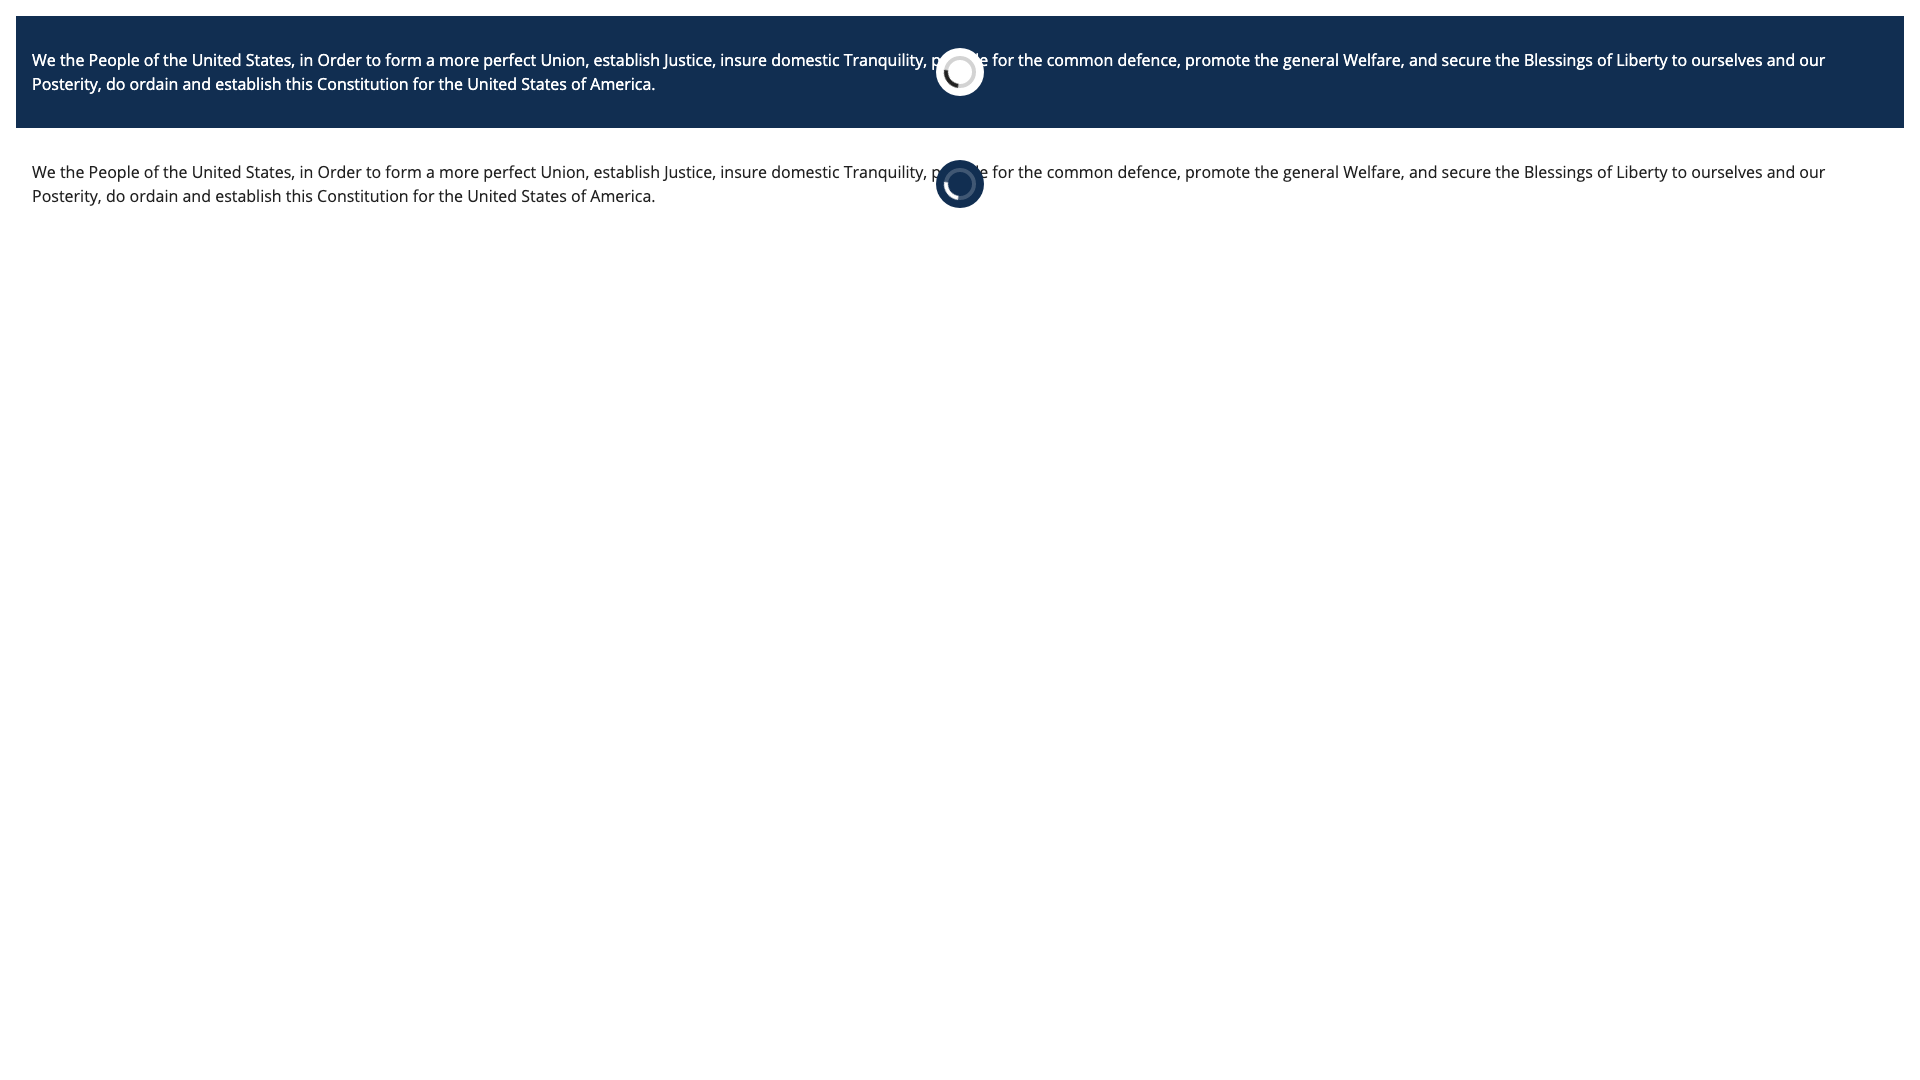 We the People of the United States, in Order to form a more perfect Union, establish Justice, insure domestic Tranquility, for the common defence, promote the general Welfare, and secure the Blessings of Liberty to ourselves and our
Posterity, do ordain and establish this Constitution for the United States of America.
We the People of the United States, in Order to form a more perfect Union, establish Justice, insure domestic Tranquility, for the common defence, promote the general Welfare, and secure the Blessings of Liberty to ourselves and our
Posterity, do ordain and establish this Constitution for the United States of America.